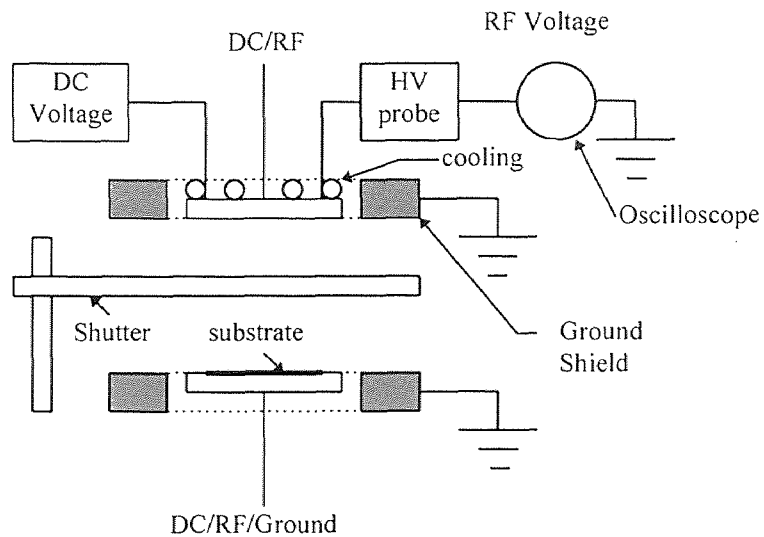 RF Voltage
DC/RF
DC
Voltage
HV
probe
cooling
Oscilloscope
Shutter
substrate
Ground
Shield
DC/RF/Ground